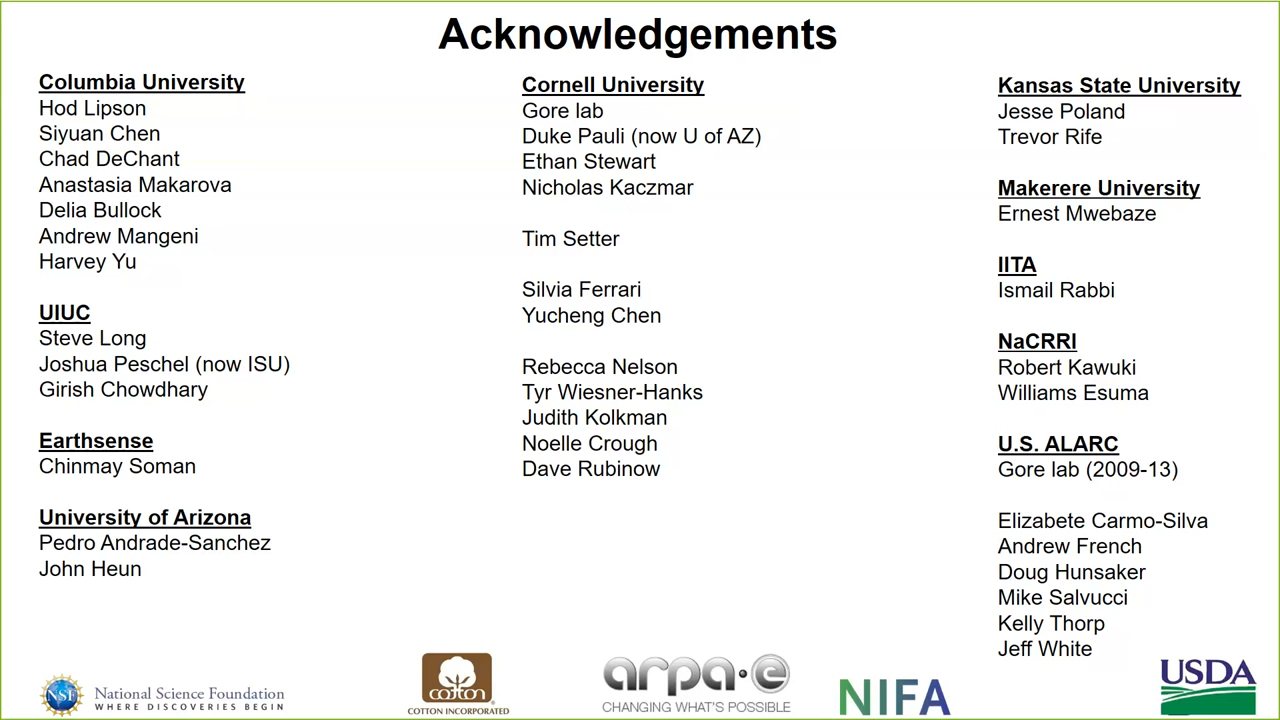 Acknowledgements
Columbia University
Hod Lipson
Siyuan Chen
Chad DeChant
Anastasia Makarova
Delia Bullock
Andrew Mangeni
Harvey Yu
UIUC
Steve Long
Joshua Peschel (now ISU)
Girish Chowdhary
Earthsense
Chinmay Soman
University of Arizona
Pedro Andrade-Sanchez
John Heun
Cornell University
Gore lab
Duke Pauli (now U of AZ)
Ethan Stewart
Nicholas Kaczmar
Tim Setter
Silvia Ferrari
Yucheng Chen
Rebecca Nelson
Tyr Wiesner-Hanks
Judith Kolkman
Noelle Crough
Dave Rubinow
Kansas State University
Jesse Poland
Trevor Rife
Makerere University
Ernest Mwebaze
IITA
Ismail Rabbi
NaCRRI
Robert Kawuki
Williams Esuma
U.S. ALARC
Gore lab (2009-13)
Elizabete Carmo-Silva
Andrew French
Doug Hunsaker
Mike Salvucci
Kelly Thorp
Jeff White
NSF
National Science Foundation
WHERE DISCOVERIES BEGIN
cotton
COTTON INCORPORATED
arpa·e
CHANGING WHAT'S POSSIBLE
NIFA
USDA